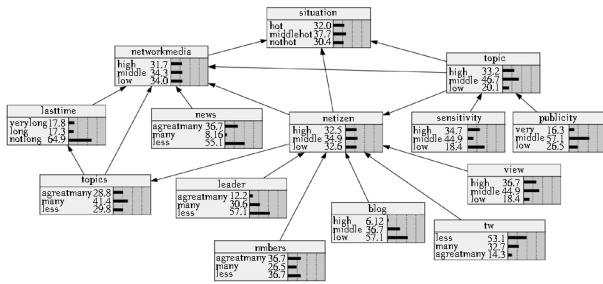 situation
hot 32.0
middlehot 37.7
nothot 30.4
networkmedia
high 31.7
middle 34.3
low 34.0
topic
high 33.2
middle 46.7
low 20.1
lasttime
verylong 17.8
long 17.3
notlong 64.9
news
agreatmany 36.7
many 8.16
less 55.1
netizen
high 32.5
middle 34.9
low 32.6
sensitivity
high 34.7
middle 44.9
low 18.4
publicity
very 16.3
middle 57.1
low 26.5
topics
agreatmany 28.8
many 41.4
less 29.8
leader
agreatmany 12.2
many 30.6
less 57.1
view
high 36.7
middle 44.9
low 18.4
blog
high 6.12
middle 36.7
low 57.1
tw
less 53.1
many 32.7
agreatmany 14.3
nmbers
agreatmany 36.7
many 26.5
less 36.7